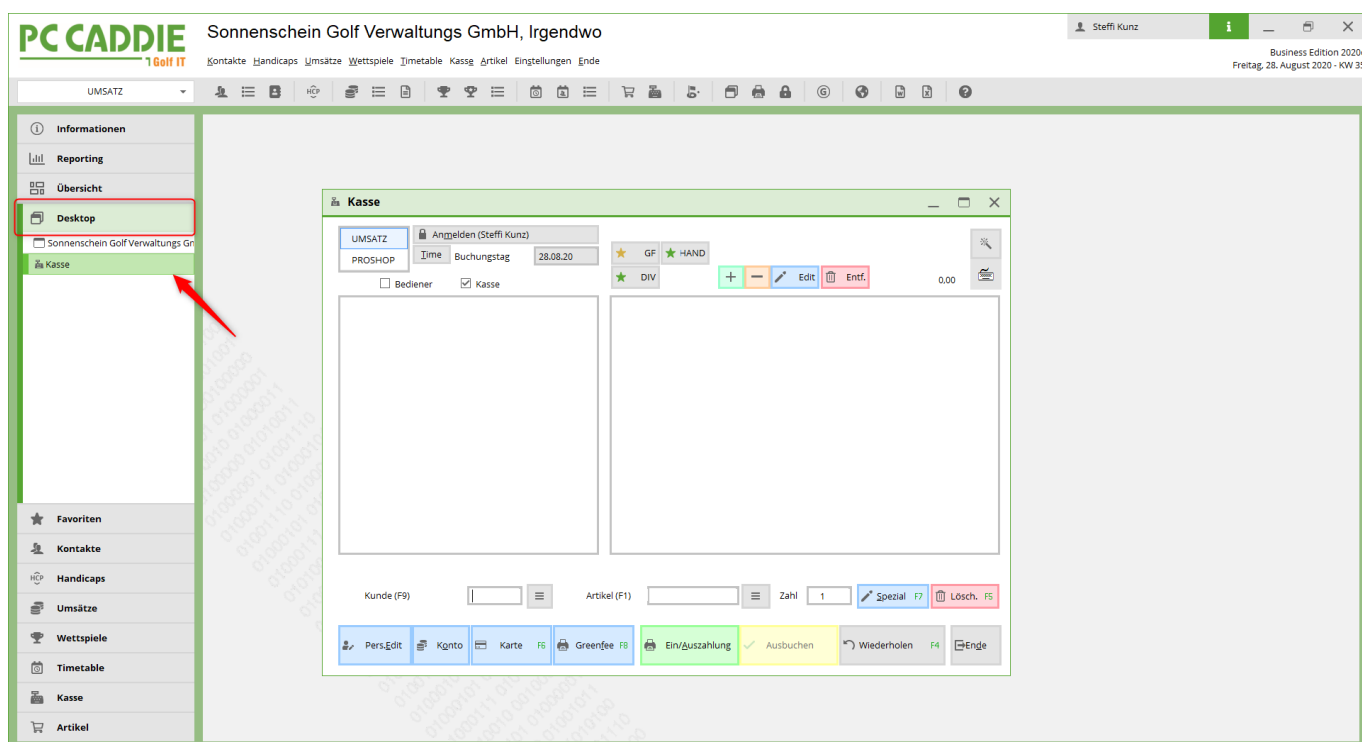 PC CADDIE
Golf IT
Sonnenschein Golf Verwaltungs GmbH, Irgendwo
Kontakte Handicaps Umsätze Wettspiele Timetable Kasse Artikel Einstellungen Ende
Steffi Kunz
i
Business Edition 2020
Freitag, 28. August 2020 - KW 35
UMSATZ
HCP
G
Informationen
Reporting
Übersicht
Desktop
Sonnenschein Golf Verwaltungs Gm
Kasse
Favoriten
Kontakte
HCP Handicaps
Umsätze
Wettspiele
Timetable
Kasse
Artikel
Kasse
UMSATZ
PROSHOP
Anmelden (Steffi Kunz)
Time Buchungstag 28.08.20
Bediener Kasse
GF HAND
DIV
+ − Edit Entf.
0,00
Kunde (F9) Artikel (F1) Zahl 1 Spezial F7 Lösch. F5
Pers.Edit Konto Karte F6 Greenfee F8 Ein/Auszahlung Ausbuchen Wiederholen F4 Ende